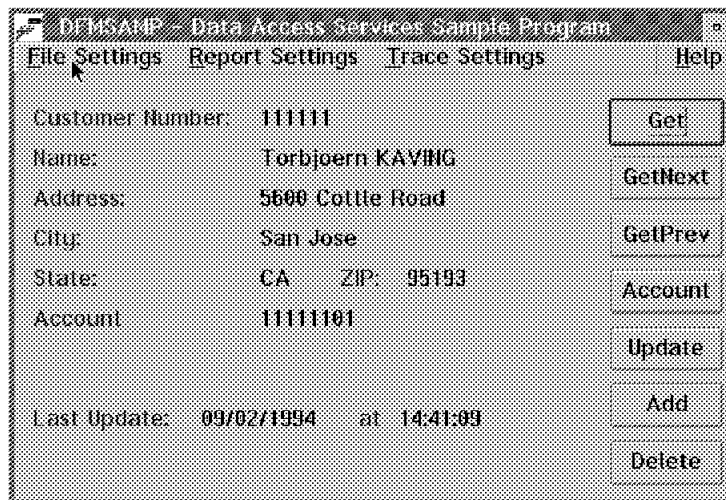 DFMSAMP - Data Access Services Sample Program
File Settings Report Settings Trace Settings Help
Customer Number: 111111
Get
Name: Torbjoern KAVING
GetNext
Address: 5600 Cottle Road
City: San Jose
GetPrev
State: CA ZIP: 95193
Account
Account 11111101
Update
Add
Last Update: 09/02/1994 at 14:41:09
Delete